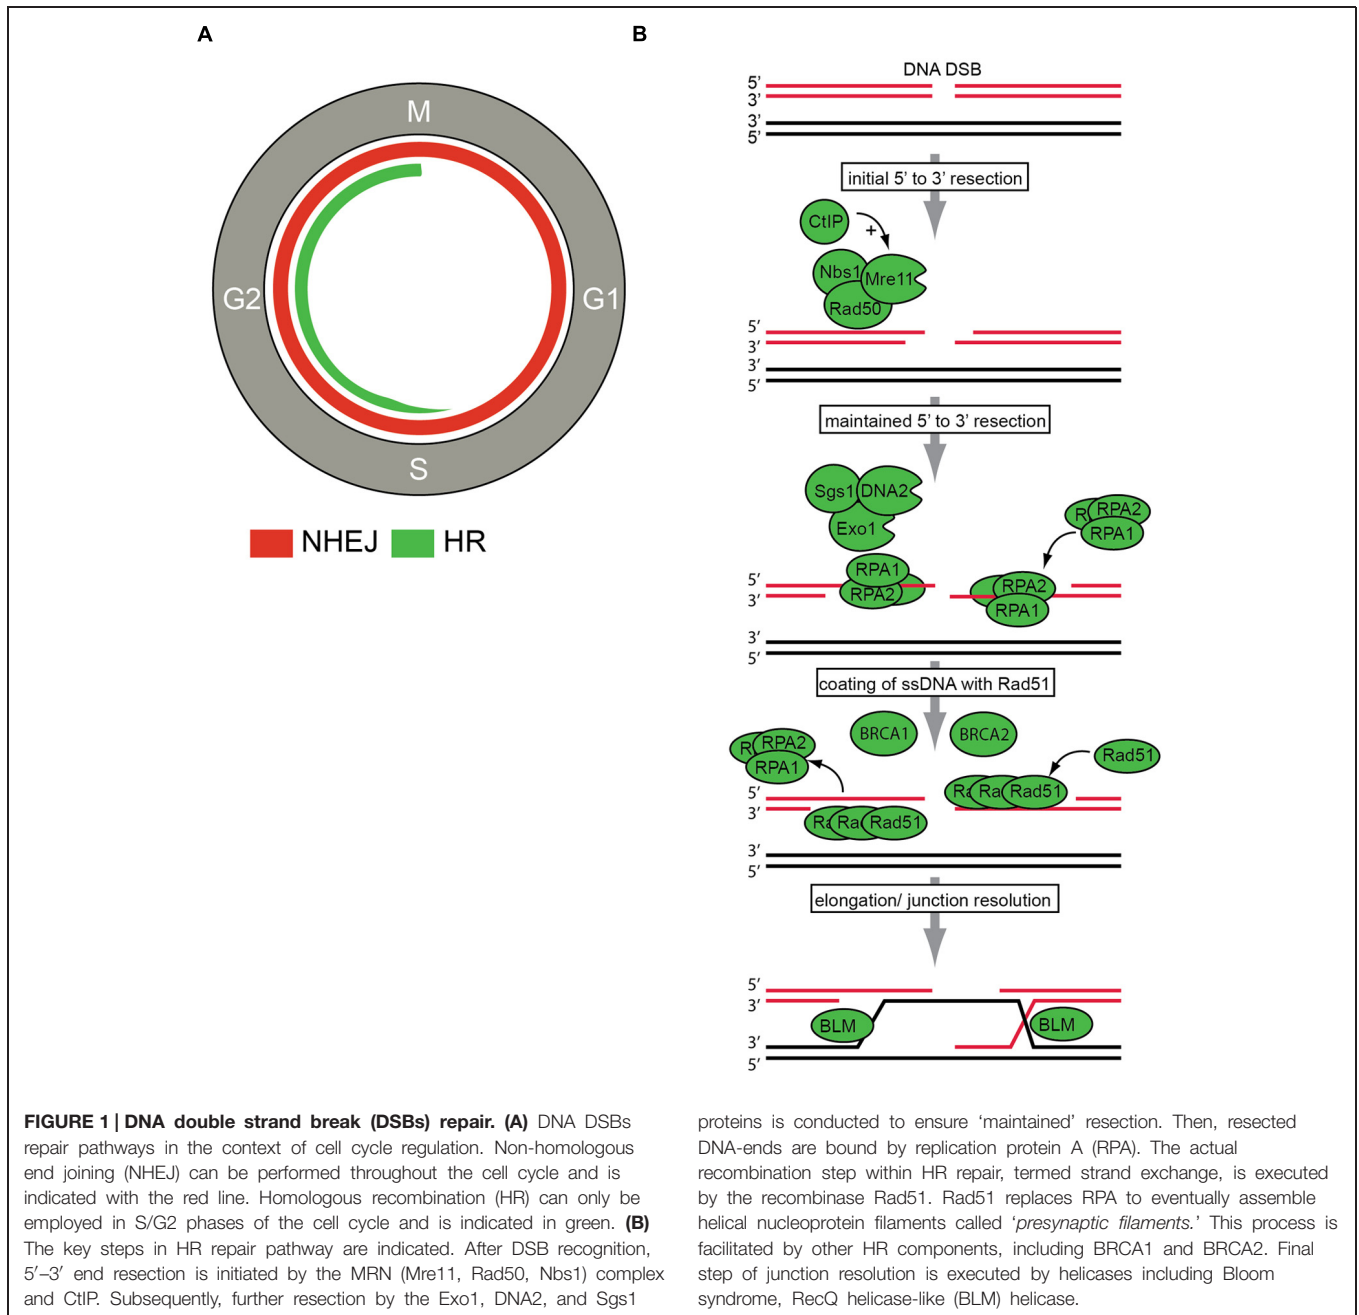 A
M
G2
G1
S
NHEJ HR
B
DNA DSB
5'
3'
3'
5'
initial 5' to 3' resection
CtIP
+
Nbs1
Mre11
Rad50
5'
3'
3'
5'
maintained 5' to 3' resection
Sgs1 DNA2
Exo1
R RPA2
RPA1
RPA1
RPA2
RPA2
RPA1
5'
3'
3'
5'
coating of ssDNA with Rad51
BRCA1
BRCA2
R RPA2
RPA1
Rad51
5'
3'
Ra Ra Rad51
Ra Ra Rad51
3'
5'
elongation/ junction resolution
5'
3'
BLM
BLM
3'
5'
FIGURE 1 | DNA double strand break (DSBs) repair. (A) DNA DSBs
repair pathways in the context of cell cycle regulation. Non-homologous
end joining (NHEJ) can be performed throughout the cell cycle and is
indicated with the red line. Homologous recombination (HR) can only be
employed in S/G2 phases of the cell cycle and is indicated in green. (B)
The key steps in HR repair pathway are indicated. After DSB recognition,
5′–3′ end resection is initiated by the MRN (Mre11, Rad50, Nbs1) complex
and CtIP. Subsequently, further resection by the Exo1, DNA2, and Sgs1
proteins is conducted to ensure ‘maintained’ resection. Then, resected
DNA-ends are bound by replication protein A (RPA). The actual
recombination step within HR repair, termed strand exchange, is executed
by the recombinase Rad51. Rad51 replaces RPA to eventually assemble
helical nucleoprotein filaments called ‘presynaptic filaments.’ This process is
facilitated by other HR components, including BRCA1 and BRCA2. Final
step of junction resolution is executed by helicases including Bloom
syndrome, RecQ helicase-like (BLM) helicase.